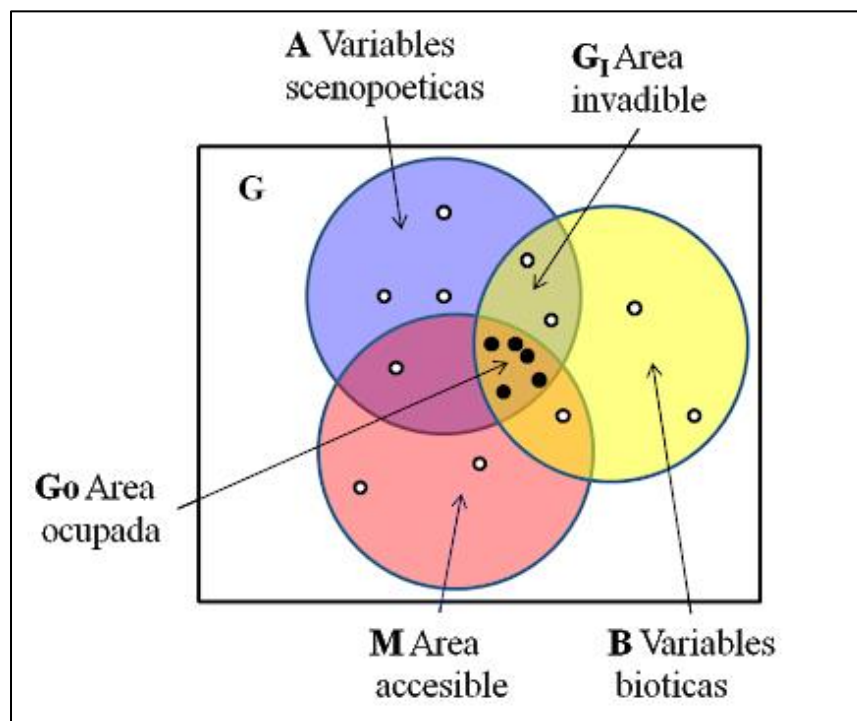 A Variables
scenopoeticas
G_I Area
invadible
G
Go Area
ocupada
M Area
accesible
B Variables
bioticas